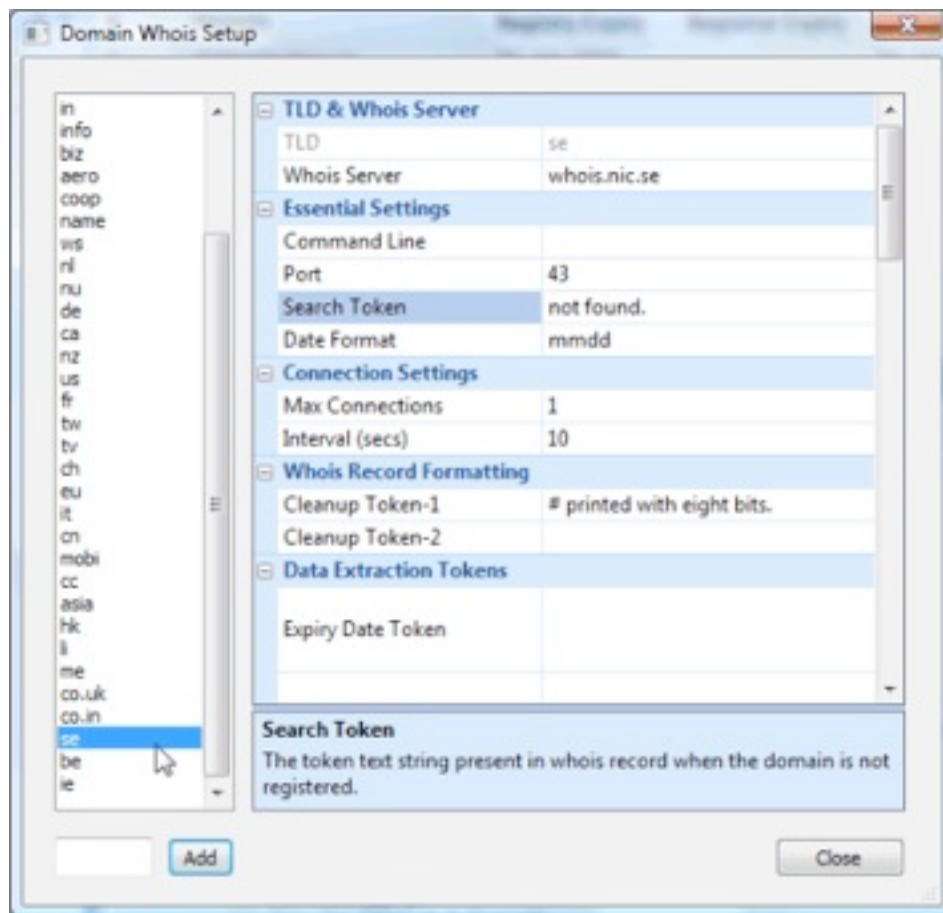 Domain Whois Setup
in
info
biz
aero
coop
name
ws
nl
nu
de
ca
nz
us
fr
tw
tv
ch
eu
it
cn
mobi
cc
asia
hk
li
me
co.uk
co.in
se
be
ie
TLD & Whois Server
TLD se
Whois Server whois.nic.se
Essential Settings
Command Line
Port 43
Search Token not found.
Date Format mmdd
Connection Settings
Max Connections 1
Interval (secs) 10
Whois Record Formatting
Cleanup Token-1 # printed with eight bits.
Cleanup Token-2
Data Extraction Tokens
Expiry Date Token
Search Token
The token text string present in whois record when the domain is not
registered.
Add
Close